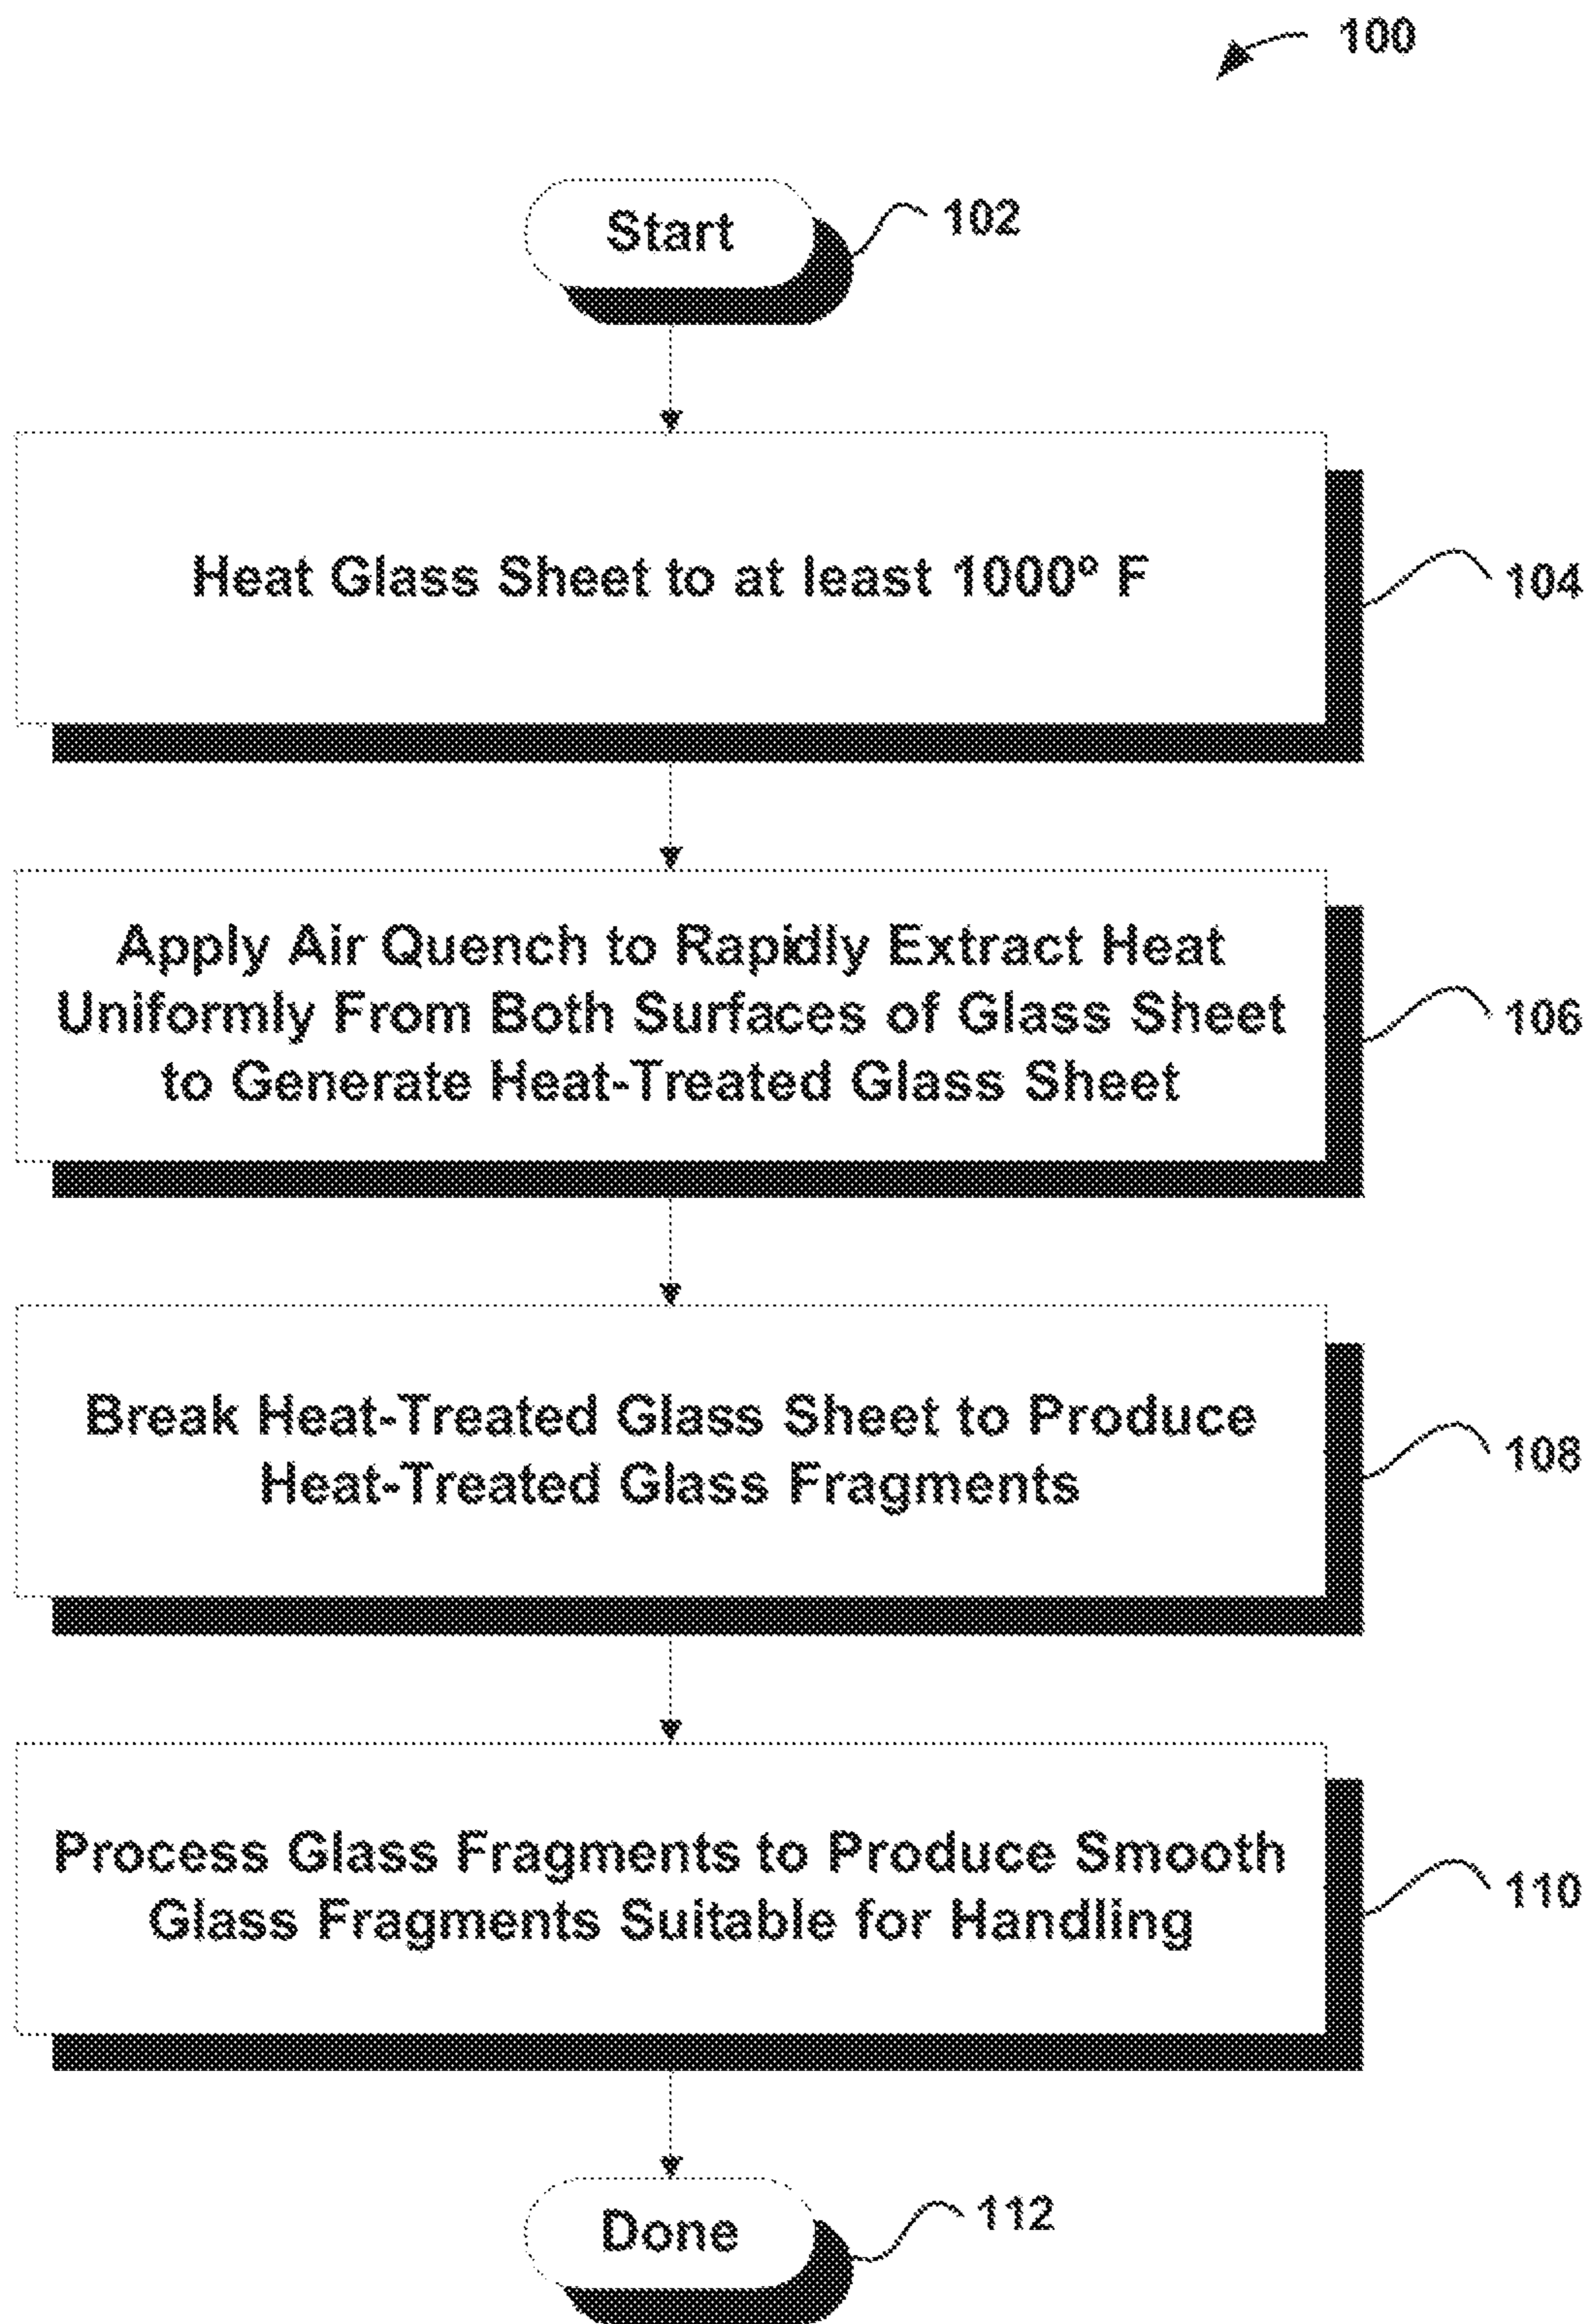 100
Start
102
Heat Glass Sheet to at least 1000º F
104
Apply Air Quench to Rapidly Extract Heat
Uniformly From Both Surfaces of Glass Sheet
to Generate Heat-Treated Glass Sheet
106
Break Heat-Treated Glass Sheet to Produce
Heat-Treated Glass Fragments
108
Process Glass Fragments to Produce Smooth
Glass Fragments Suitable for Handling
110
Done
112